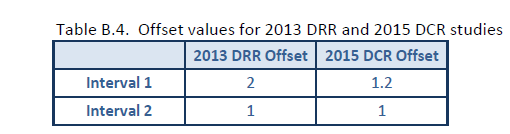 Table B.4. Offset values for 2013 DRR and 2015 DCR studies
2013 DRR Offset 2015 DCR Offset
Interval 1 2 1.2
Interval 2 1 1